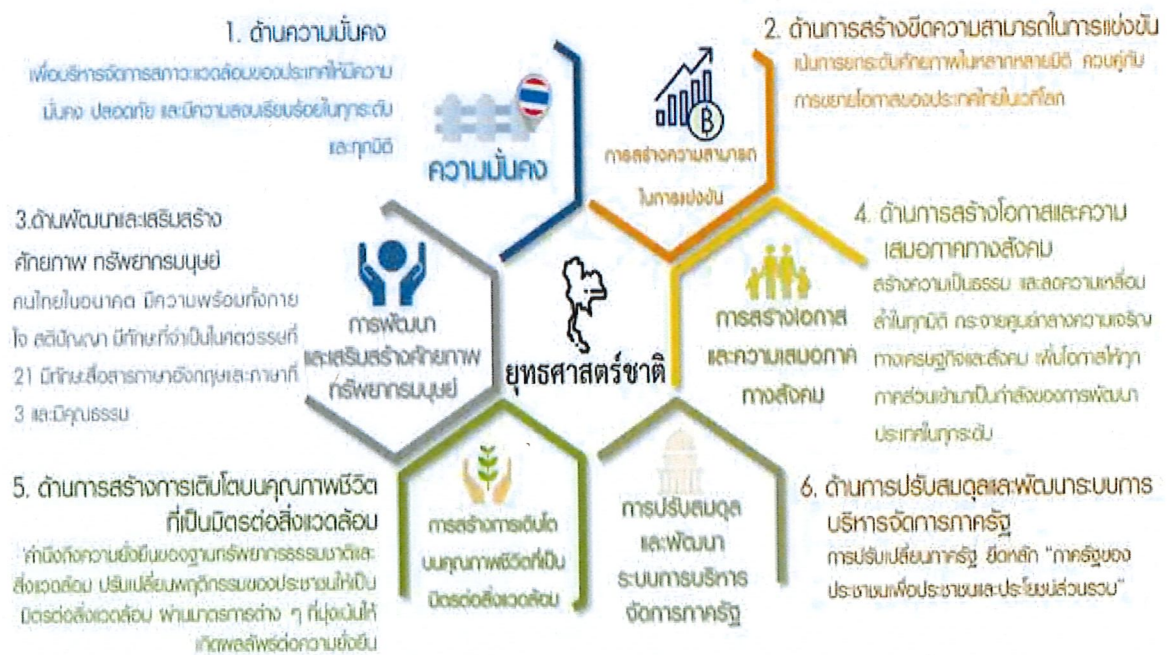 1. ด้านความมั่นคง
เพื่อบริหารจัดการสภาวะแวดล้อมของประเทศให้มีความ
มั่นคง ปลอดภัย และมีความสงบเรียบร้อยในทุกระดับ
และทุกมิติ
ความมั่นคง
2. ด้านการสร้างขีดความสามารถในการแข่งขัน
เน้นการยกระดับศักยภาพในหลากหลายมิติ ควบคู่กับ
การขยายโอกาสของประเทศไทยในเวทีโลก
การสร้างความสามารถ
ในการแข่งขัน
3.ด้านพัฒนาและเสริมสร้าง
ศักยภาพ ทรัพยากรมนุษย์
คนไทยในอนาคต มีความพร้อมทั้งกาย
ใจ สติปัญญา มีทักษะที่จำเป็นในศตวรรษที่
21 มีทักษะสื่อสารภาษาอังกฤษและภาษาที่
3 และมีคุณธรรม
การพัฒนา
และเสริมสร้างศักยภาพ
ทรัพยากรมนุษย์
ยุทธศาสตร์ชาติ
การสร้างโอกาส
และความเสมอภาค
ทางสังคม
4. ด้านการสร้างโอกาสและความ
เสมอภาคทางสังคม
สร้างความเป็นธรรม และลดความเหลื่อม
ล้ำในทุกมิติ กระจายศูนย์กลางความเจริญ
ทางเศรษฐกิจและสังคม เพิ่มโอกาสให้ทุก
ภาคส่วนเข้ามาเป็นกำลังของการพัฒนา
ประเทศในทุกระดับ
5. ด้านการสร้างการเติบโตบนคุณภาพชีวิต
ที่เป็นมิตรต่อสิ่งแวดล้อม
คำนึงถึงความยั่งยืนของฐานทรัพยากรธรรมชาติและ
สิ่งแวดล้อม ปรับเปลี่ยนพฤติกรรมของประชาชนให้เป็น
มิตรต่อสิ่งแวดล้อม ผ่านมาตรการต่าง ๆ ที่มุ่งเน้นให้
เกิดผลลัพธ์ต่อความยั่งยืน
การสร้างการเติบโต
บนคุณภาพชีวิตที่เป็น
มิตรต่อสิ่งแวดล้อม
การปรับสมดุล
และพัฒนา
ระบบการบริหาร
จัดการภาครัฐ
6. ด้านการปรับสมดุลและพัฒนาระบบการ
บริหารจัดการภาครัฐ
การปรับเปลี่ยนภาครัฐ ยึดหลัก "ภาครัฐของ
ประชาชนเพื่อประชาชนและประโยชน์ส่วนรวม"